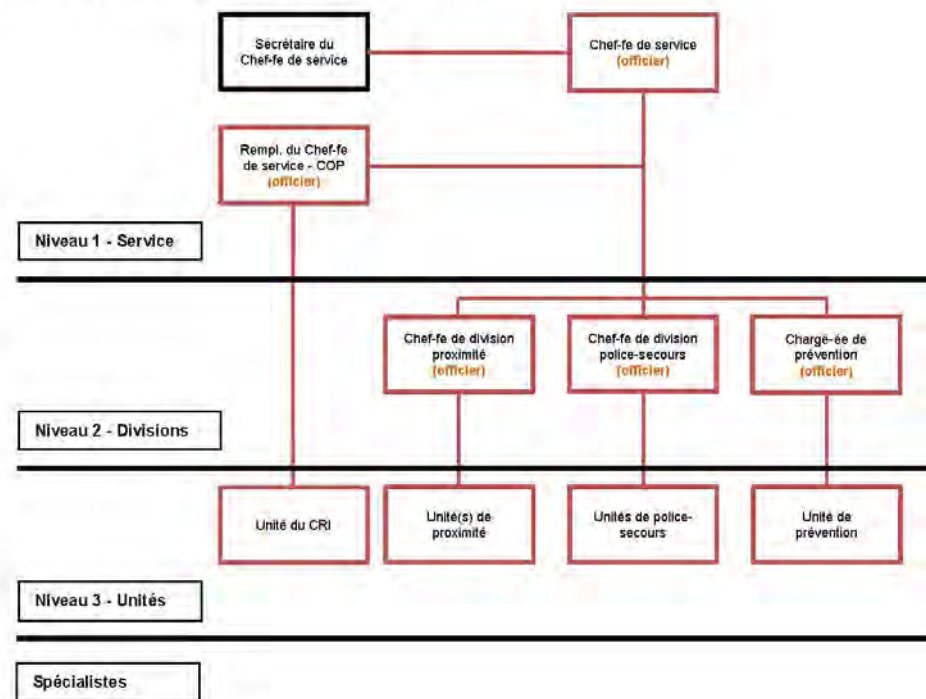 Secrétaire du
Chef-fe de service
Chef-fe de service
(officier)
Rempl. du Chef-fe
de service - COP
(officier)
Niveau 1 - Service
Chef-fe de division
proximité
(officier)
Chef-fe de division
police-secours
(officier)
Chargé-ée de
prévention
(officier)
Niveau 2 - Divisions
Unité du CRI
Unité(s) de
proximité
Unités de police-
secours
Unité de
prévention
Niveau 3 - Unités
Spécialistes